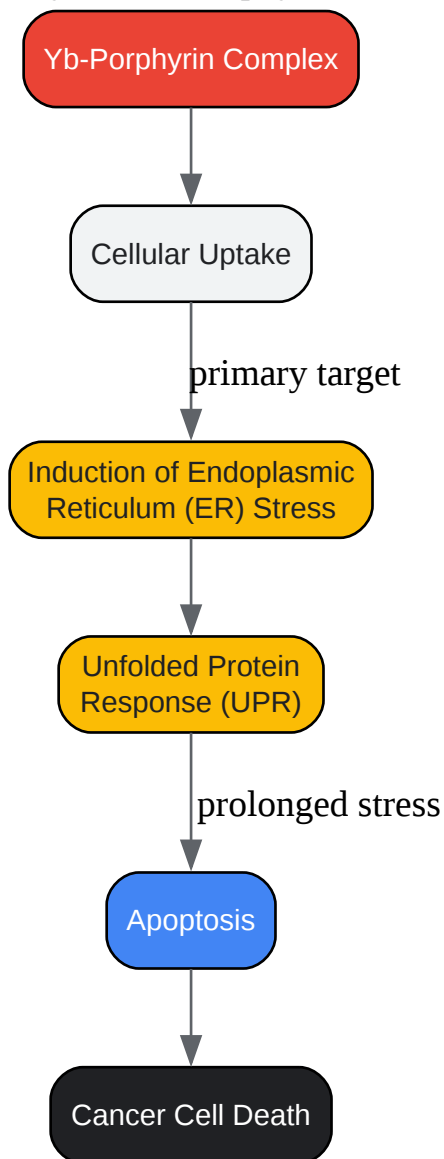 Yb-Porphyrin Complex
Cellular Uptake
primary target
Induction of Endoplasmic
Reticulum (ER) Stress
Unfolded Protein
Response (UPR)
prolonged stress
Apoptosis
Cancer Cell Death